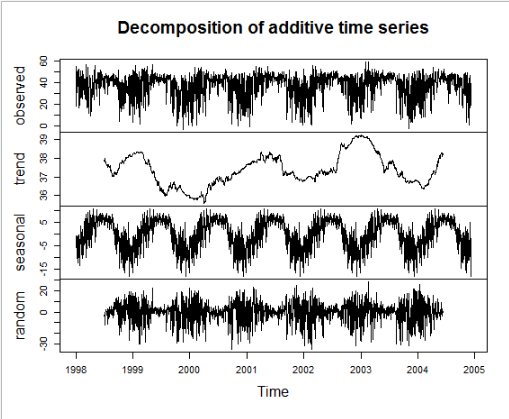 Decomposition of additive time series
observed
0 20 40 60
trend
36 37 38 39
seasonal
-15 -5 5
random
-30 0 20
1998 1999 2000 2001 2002 2003 2004 2005
Time